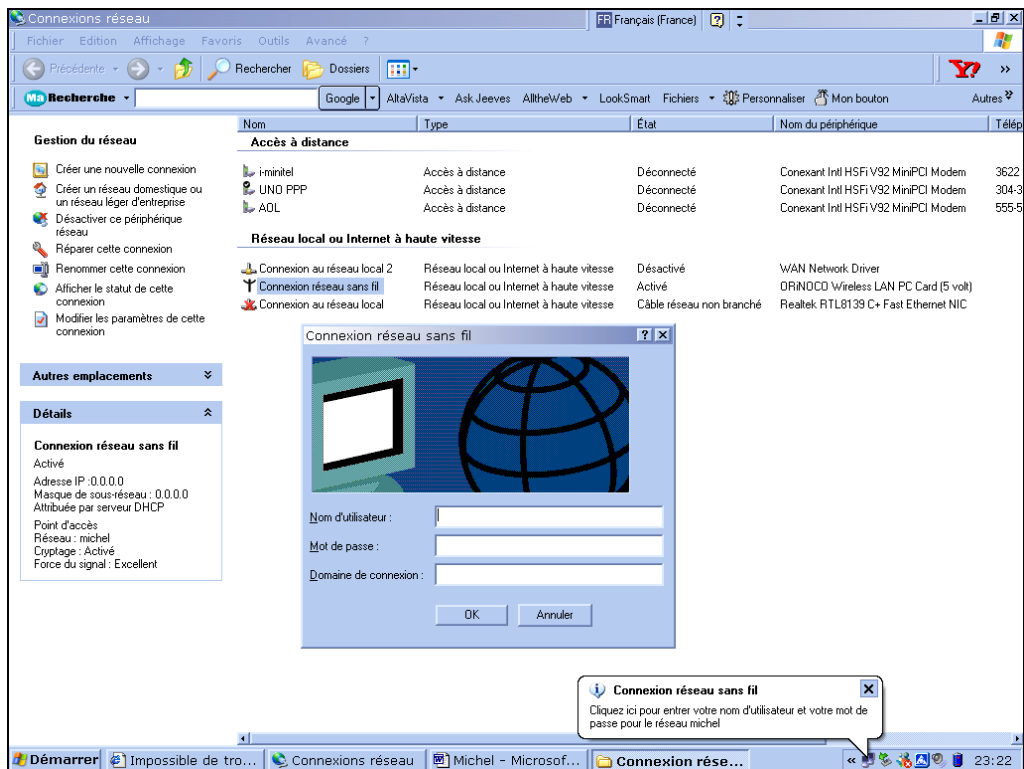 Connexions réseau
FR Français (France)
Fichier Edition Affichage Favoris Outils Avancé ?
Précédente Rechercher Dossiers Y?
Ma Recherche Google AltaVista Ask Jeeves AlltheWeb LookSmart Fichiers Personnaliser Mon bouton Autres
Gestion du réseau
Créer une nouvelle connexion
Créer un réseau domestique ou
un réseau léger d'entreprise
Désactiver ce périphérique
réseau
Réparer cette connexion
Renommer cette connexion
Afficher le statut de cette
connexion
Modifier les paramètres de cette
connexion
Autres emplacements
Détails
Connexion réseau sans fil
Activé
Adresse IP :0.0.0.0
Masque de sous-réseau : 0.0.0.0
Attribuée par serveur DHCP
Point d'accès
Réseau : michel
Cryptage : Activé
Force du signal : Excellent
Nom Type État Nom du périphérique Télép
Accès à distance
i-minitel Accès à distance Déconnecté Conexant Intl HSFi V92 MiniPCI Modem 3622
UNO PPP Accès à distance Déconnecté Conexant Intl HSFi V92 MiniPCI Modem 304-3
AOL Accès à distance Déconnecté Conexant Intl HSFi V92 MiniPCI Modem 555-5
Réseau local ou Internet à haute vitesse
Connexion au réseau local 2 Réseau local ou Internet à haute vitesse Désactivé WAN Network Driver
Connexion réseau sans fil Réseau local ou Internet à haute vitesse Activé ORiNOCO Wireless LAN PC Card (5 volt)
Connexion au réseau local Réseau local ou Internet à haute vitesse Câble réseau non branché Realtek RTL8139 C+ Fast Ethernet NIC
Connexion réseau sans fil
Nom d'utilisateur :
Mot de passe :
Domaine de connexion :
OK Annuler
Connexion réseau sans fil
Cliquez ici pour entrer votre nom d'utilisateur et votre mot de
passe pour le réseau michel
Démarrer Impossible de tro... Connexions réseau Michel - Microsof... Connexion rése... « 23:22